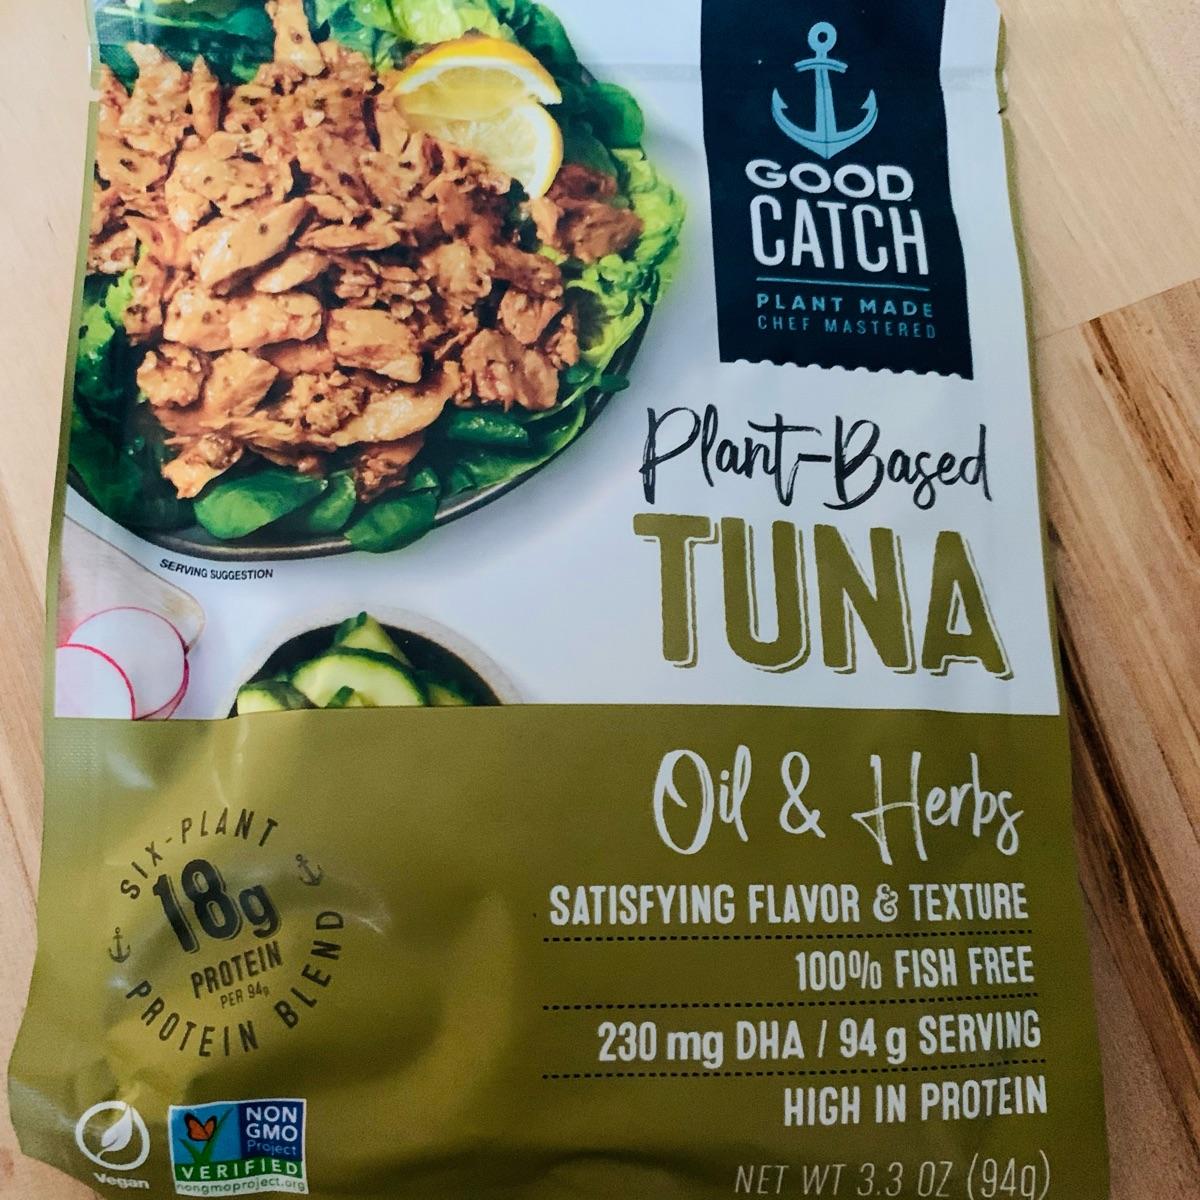 GOOD
CATCH
PLANT MADE
CHEF MASTERED
Plant-Based
TUNA
SERVING SUGGESTION
Oil & Herbs
SATISFYING FLAVOR & TEXTURE
100% FISH FREE
230 mg DHA / 94 g SERVING
HIGH IN PROTEIN
NET WT 3.3 OZ (94g)
SIX-PLANT
18g
PROTEIN
PER 94g
PROTEIN BLEND
Vegan
NON
GMO
Project
VERIFIED
nongmoproject.org